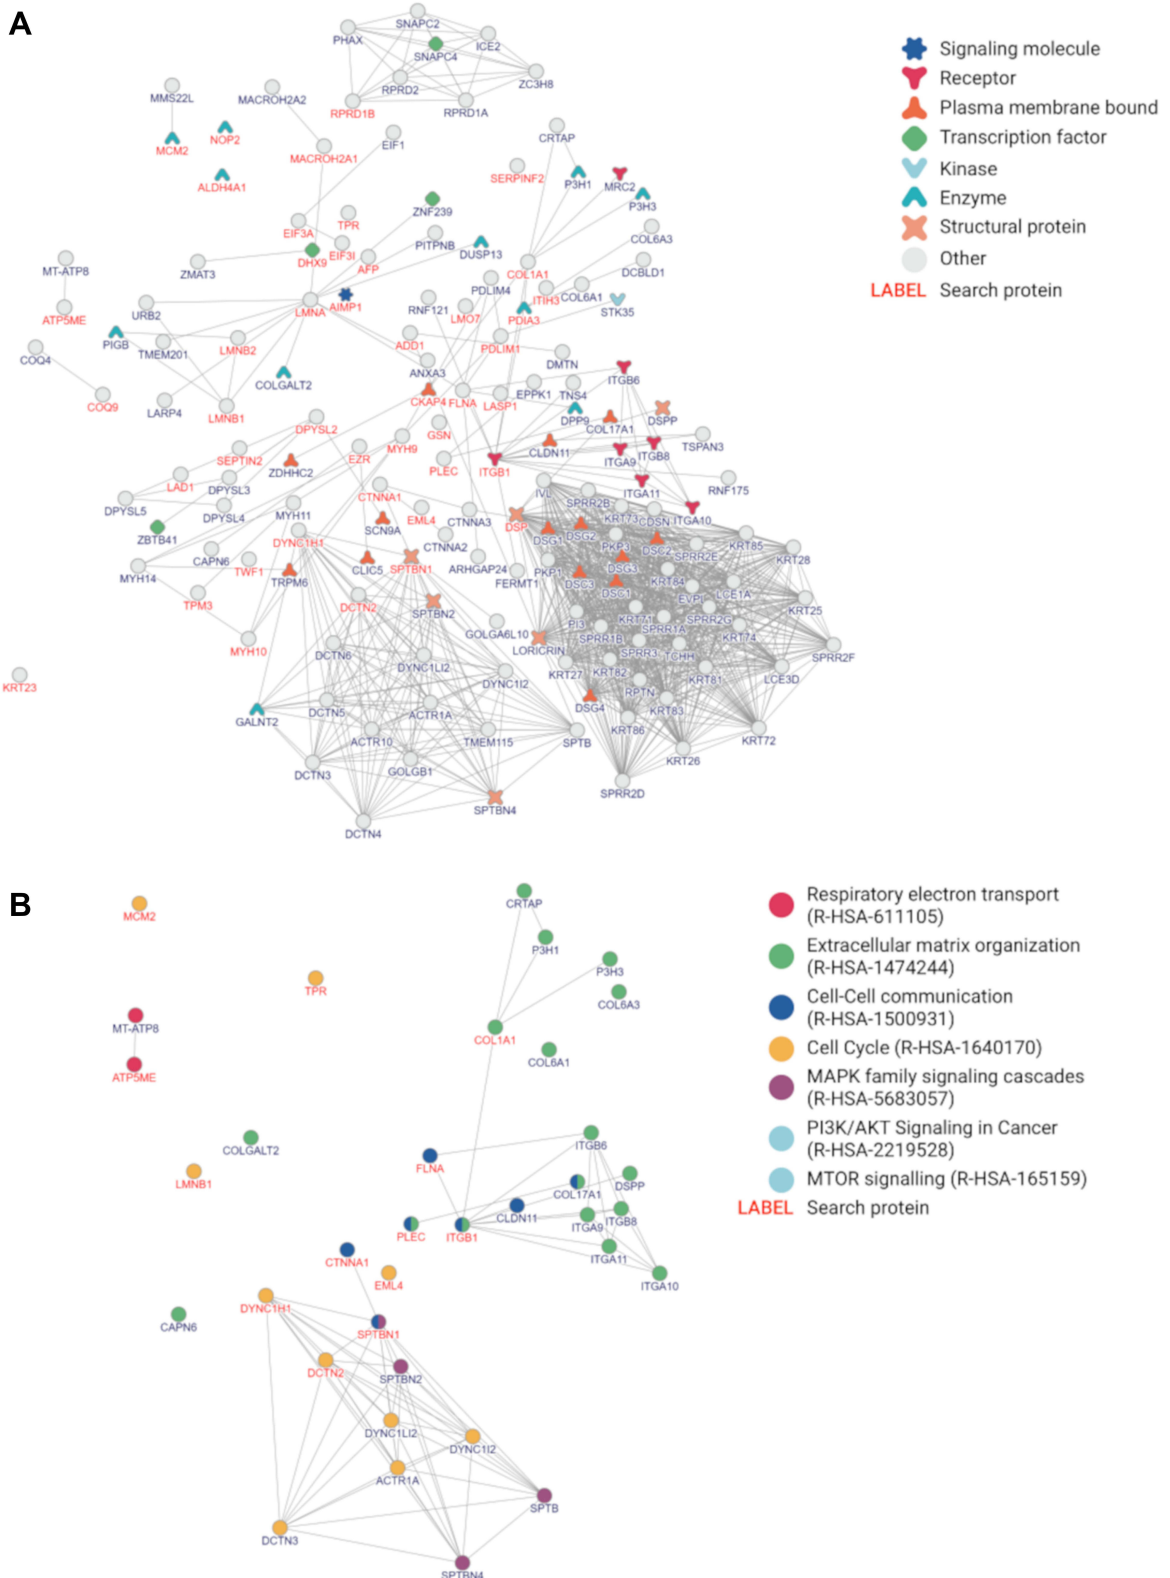 A
SNAPC2
PHAX
ICE2
SNAPC4
ZC3H8
RPRD2
RPRD1B
RPRD1A
MMS22L
MACROH2A2
MCM2
NOP2
MACROH2A1
EIF1
CRTAP
ALDH4A1
SERPINF2
P3H1
MRC2
P3H3
ZNF239
EIF3A
TPR
EIF3I
PITPNB
DUSP13
COL6A3
MT-ATP8
ZMAT3
DHX9
AFP
COL1A1
DCBLD1
PDLIM4
ITIH3
COL6A1
STK35
ATP5ME
URB2
LMNA
AIMP1
RNF121
LMO7
PDIA3
COQ4
PIGB
TMEM201
LMNB2
ADD1
PDLIM1
DMTN
COLGALT2
ANXA3
ITGB6
COQ9
LARP4
LMNB1
CKAP4
FLNA
LASP1
EPPK1
TNS4
DPP9
COL17A1
DSPP
DPYSL2
GSN
MYH9
TSPAN3
SEPTIN2
ZDHHC2
EZR
PLEC
ITGB1
CLDN11
ITGA9
ITGB8
LAD1
DPYSL3
CTNNA1
IVL
ITGA11
RNF175
DPYSL5
DPYSL4
MYH11
SCN9A
EML4
CTNNA3
DSP
SPRR2B
KRT73
CDSN
ITGA10
ZBTB41
DYNC1H1
CTNNA2
DSG1
DSG2
PKP3
DSC2
SPRR2E
KRT85
KRT28
CAPN6
TWF1
TRPM6
CLIC5
SPTBN1
ARHGAP24
FERMT1
PKP1
DSG3
MYH14
DSC3
DSC1
KRT84
EVPL
LCE1A
TPM3
DCTN2
SPTBN2
KRT25
PI3
KRT71
SPRR1A
SPRR2G
MYH10
GOLGA6L10
LORICRIN
SPRR1B
SPRR3
TCHH
KRT74
SPRR2F
DCTN6
DYNC1LI2
KRT27
KRT82
KRT81
LCE3D
KRT23
DYNC1I2
RPTN
GALNT2
DCTN5
ACTR1A
DSG4
KRT83
ACTR10
TMEM115
SPTB
KRT86
KRT72
DCTN3
GOLGB1
KRT26
SPTBN4
SPRR2D
DCTN4
Signaling molecule
Receptor
Plasma membrane bound
Transcription factor
Kinase
Enzyme
Structural protein
Other
LABEL Search protein
B
MCM2
CRTAP
P3H1
TPR
P3H3
COL6A3
MT-ATP8
COL1A1
COL6A1
ATP5ME
COLGALT2
ITGB6
LMNB1
FLNA
COL17A1
DSPP
CLDN11
ITGA9
ITGB8
PLEC
ITGB1
CTNNA1
ITGA11
EML4
ITGA10
DYNC1H1
CAPN6
SPTBN1
DCTN2
SPTBN2
DYNC1LI2
DYNC1I2
ACTR1A
SPTB
DCTN3
SPTBN4
Respiratory electron transport
(R-HSA-611105)
Extracellular matrix organization
(R-HSA-1474244)
Cell-Cell communication
(R-HSA-1500931)
Cell Cycle (R-HSA-1640170)
MAPK family signaling cascades
(R-HSA-5683057)
PI3K/AKT Signaling in Cancer
(R-HSA-2219528)
MTOR signalling (R-HSA-165159)
LABEL Search protein